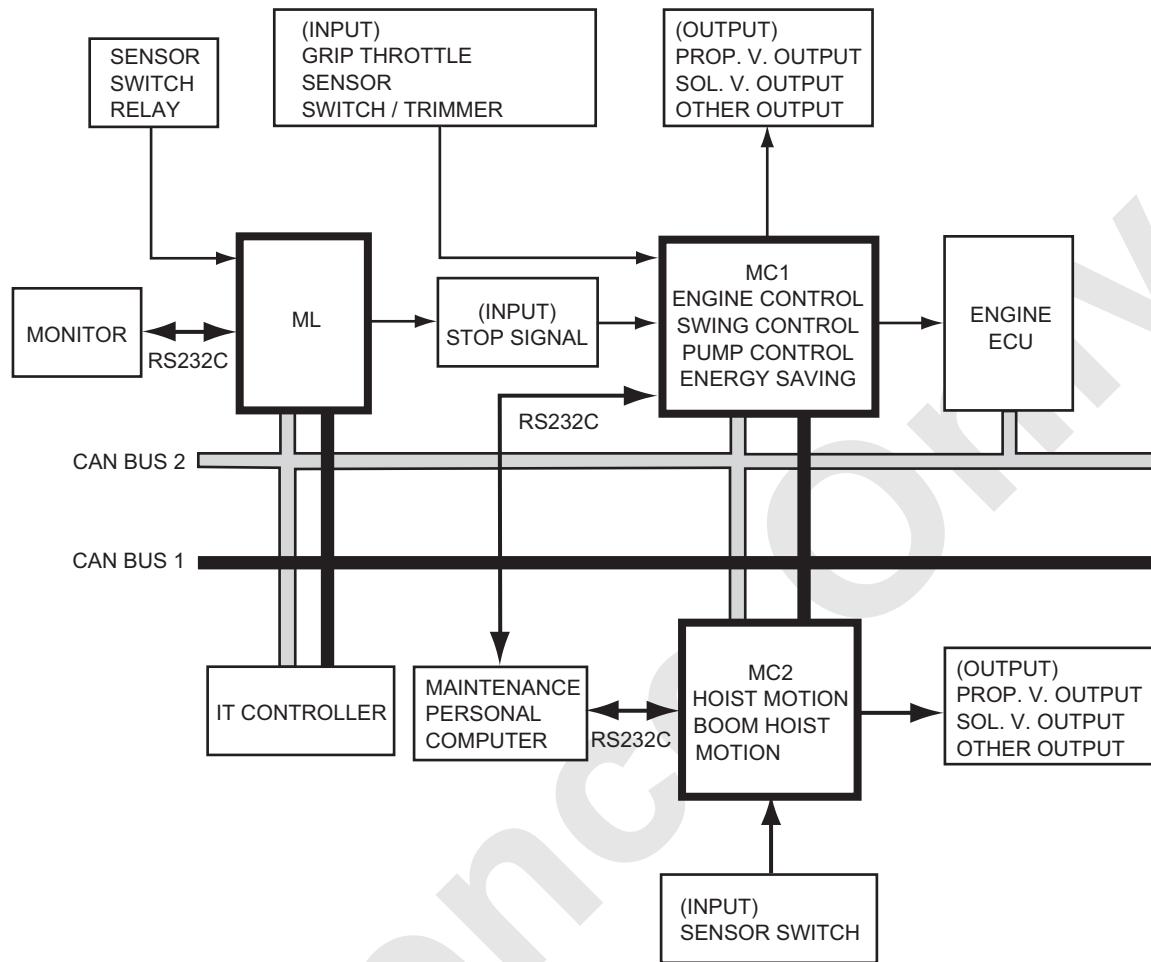 SENSOR
SWITCH
RELAY
(INPUT)
GRIP THROTTLE
SENSOR
SWITCH / TRIMMER
(OUTPUT)
PROP. V. OUTPUT
SOL. V. OUTPUT
OTHER OUTPUT
MONITOR
RS232C
ML
(INPUT)
STOP SIGNAL
MC1
ENGINE CONTROL
SWING CONTROL
PUMP CONTROL
ENERGY SAVING
ENGINE
ECU
RS232C
CAN BUS 2
CAN BUS 1
IT CONTROLLER
MAINTENANCE
PERSONAL
COMPUTER
RS232C
MC2
HOIST MOTION
BOOM HOIST
MOTION
(OUTPUT)
PROP. V. OUTPUT
SOL. V. OUTPUT
OTHER OUTPUT
(INPUT)
SENSOR SWITCH